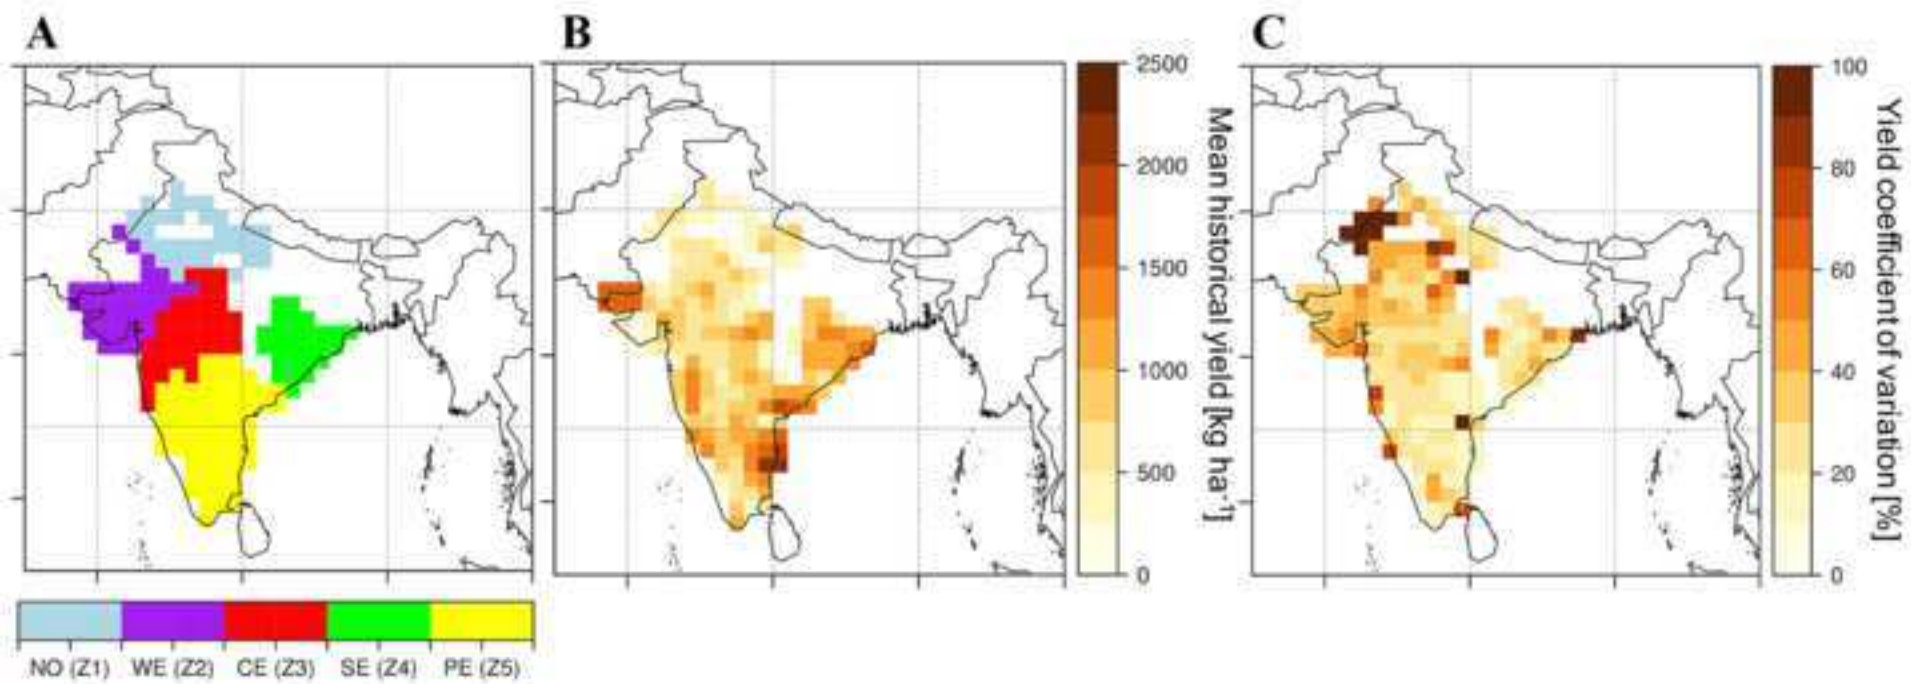 A
B
C
2500
2000
1500
1000
500
0
Mean historical yield [kg ha⁻¹]
100
80
60
40
20
0
Yield coefficient of variation [%]
NO (Z1) WE (Z2) CE (Z3) SE (Z4) PE (Z5)